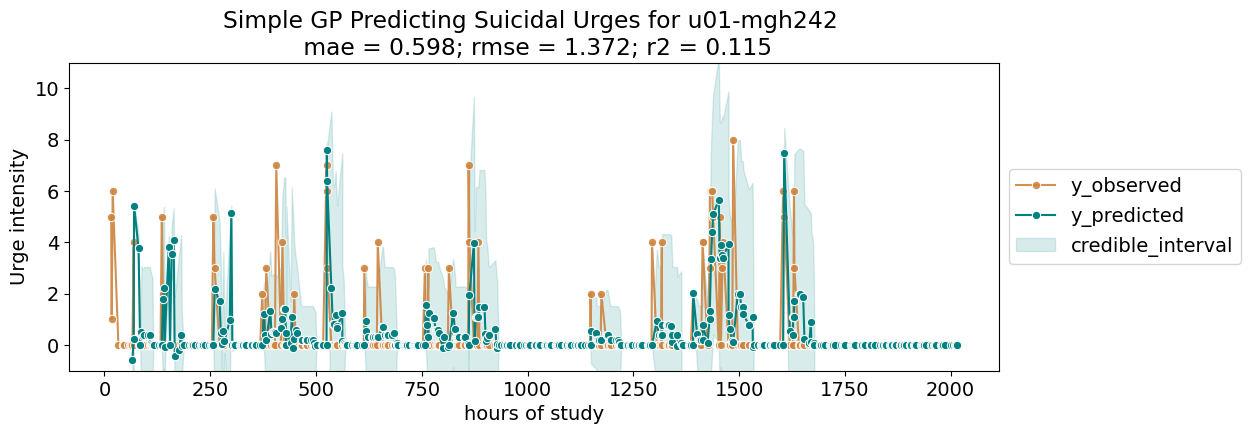 Simple GP Predicting Suicidal Urges for u01-mgh242
mae = 0.598; rmse = 1.372; r2 = 0.115
Urge intensity
10
8
6
4
2
0
0 250 500 750 1000 1250 1500 1750 2000
hours of study
y_observed
y_predicted
credible_interval